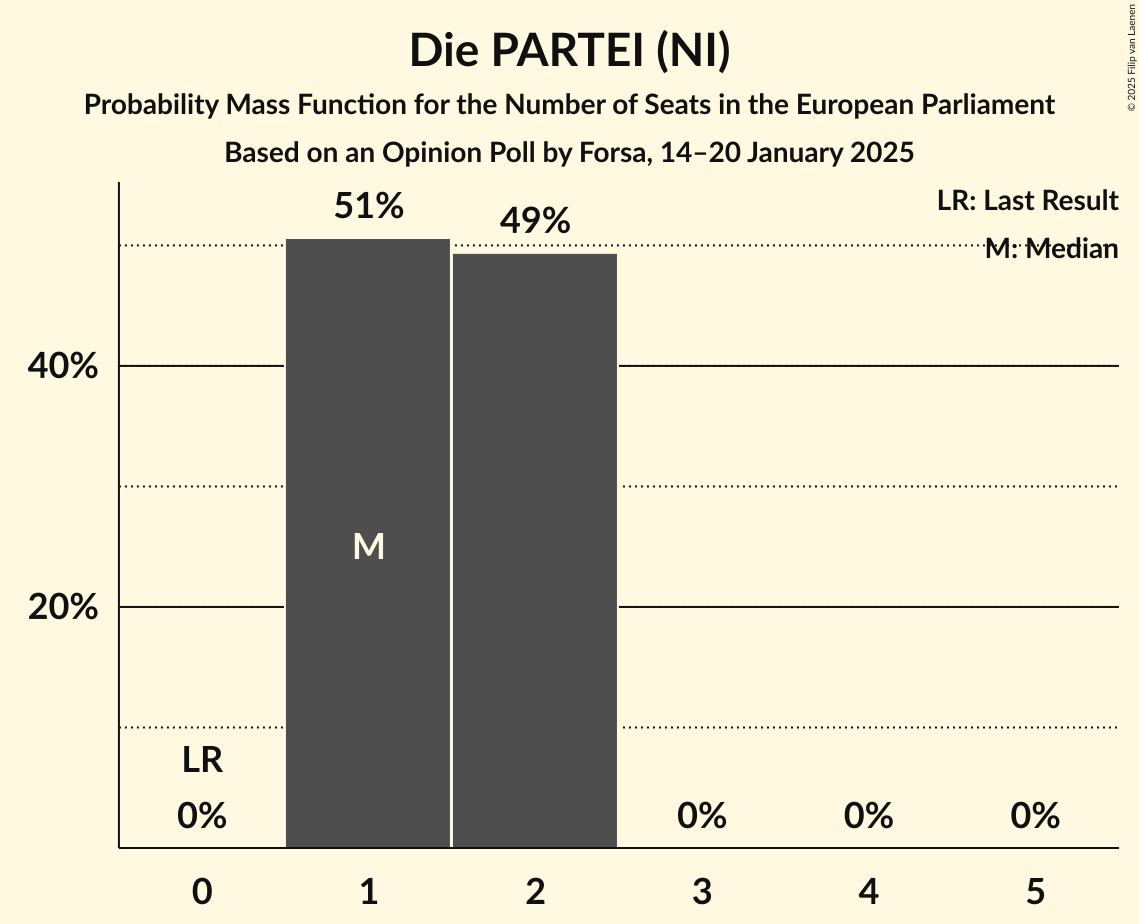 Die PARTEI (NI)
Probability Mass Function for the Number of Seats in the European Parliament
Based on an Opinion Poll by Forsa, 14–20 January 2025
© 2025 Filip van Laenen
LR: Last Result
M: Median
51%
49%
40%
20%
M
LR
0%
0%
0%
0%
0
1
2
3
4
5